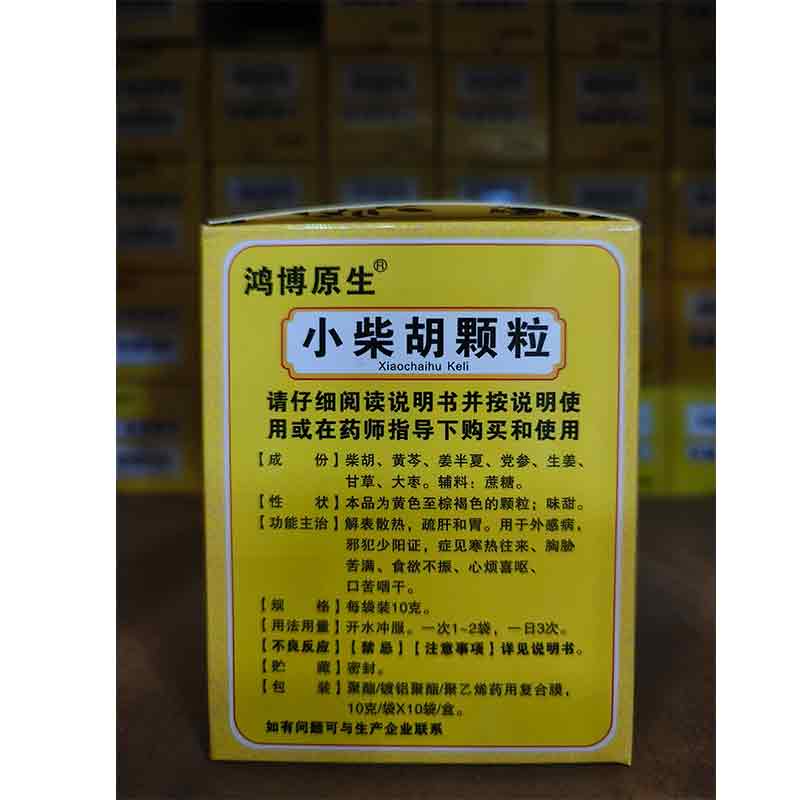 鸿博原生®
小柴胡颗粒
Xiaochaihu Keli
请仔细阅读说明书并按说明使
用或在药师指导下购买和使用
【成 份】柴胡、黄芩、姜半夏、党参、生姜、
甘草、大枣。辅料：蔗糖。
【性 状】本品为黄色至棕褐色的颗粒；味甜。
【功能主治】解表散热，疏肝和胃。用于外感病，
邪犯少阳证，症见寒热往来、胸胁
苦满、食欲不振、心烦喜呕、
口苦咽干。
【规 格】每袋装10克。
【用法用量】开水冲服。一次1~2袋，一日3次。
【不良反应】【禁忌】【注意事项】详见说明书。
【贮 藏】密封。
【包 装】聚酯/镀铝聚酯/聚乙烯药用复合膜，
10克/袋X10袋/盒。
如有问题可与生产企业联系